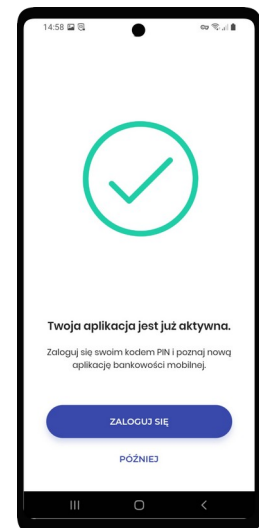 14:58
Twoja aplikacja jest już aktywna.
Zaloguj się swoim kodem PIN i poznaj nową
aplikację bankowości mobilnej.
ZALOGUJ SIĘ
PÓŹNIEJ